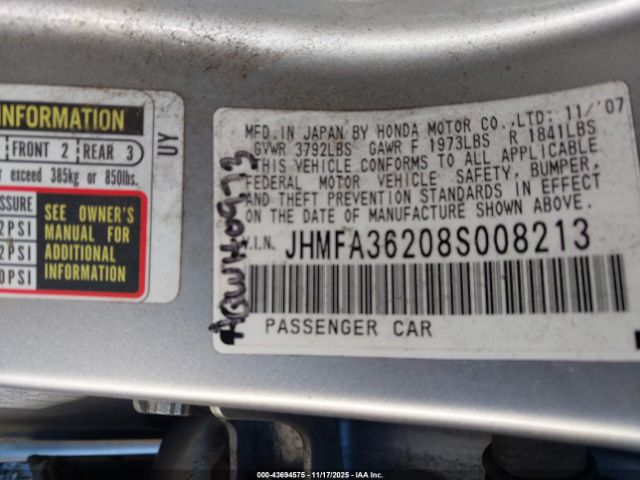 INFORMATION
FRONT 2 REAR 3
exceed 385kg or 850lbs.
SEE OWNER'S
MANUAL FOR
ADDITIONAL
INFORMATION
UY
MFD. IN JAPAN BY HONDA MOTOR CO., LTD: 11/'07
GVWR 3792LBS GAWR F 1973LBS R 1841LBS
THIS VEHICLE CONFORMS TO ALL APPLICABLE
FEDERAL MOTOR VEHICLE SAFETY, BUMPER,
AND THEFT PREVENTION STANDARDS IN EFFECT
ON THE DATE OF MANUFACTURE SHOWN ABOVE.
V.I.N. JHMFA36208S008213
PASSENGER CAR
000-43694575 — 11/17/2025 — IAA Inc.